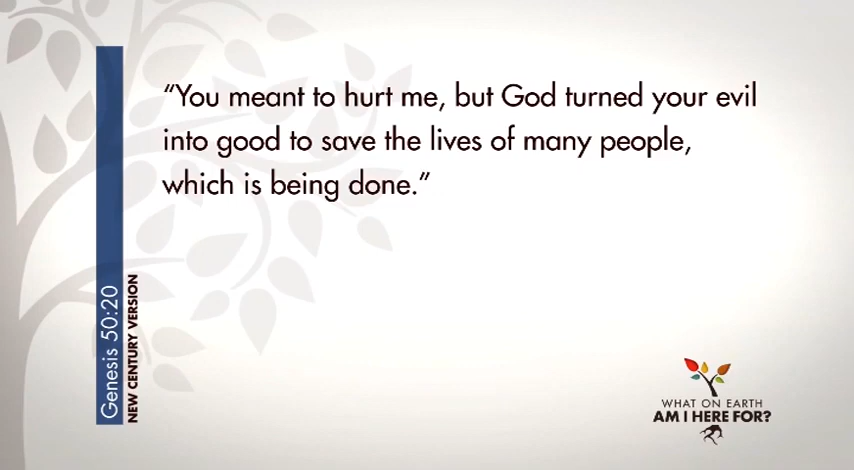 “You meant to hurt me, but God turned your evil
into good to save the lives of many people,
which is being done.”
Genesis 50:20
NEW CENTURY VERSION
WHAT ON EARTH
AM I HERE FOR?